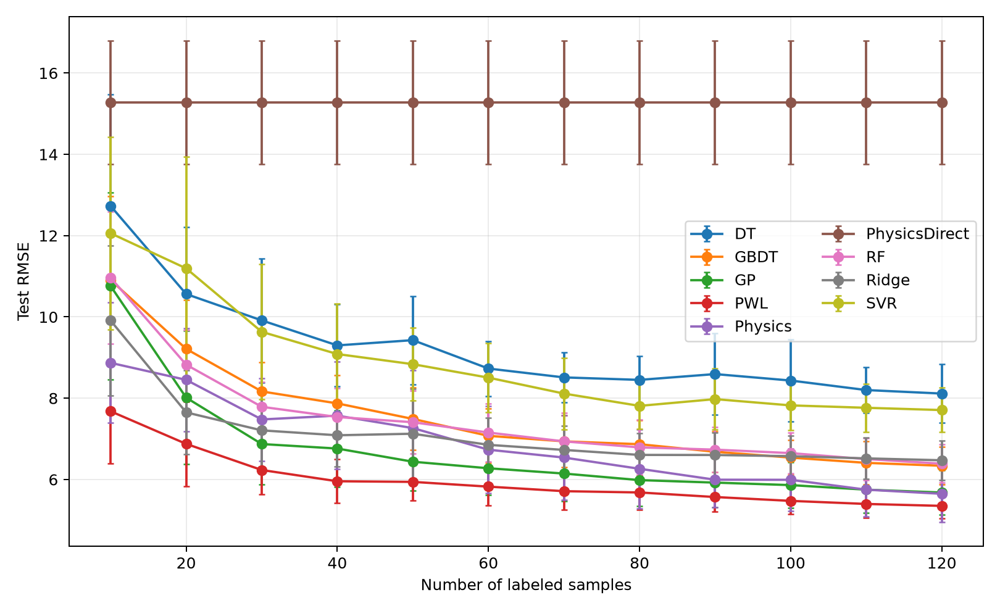 16
14
12
10
8
6
Test RMSE
20
40
60
80
100
120
Number of labeled samples
DT
GBDT
GP
PWL
Physics
PhysicsDirect
RF
Ridge
SVR